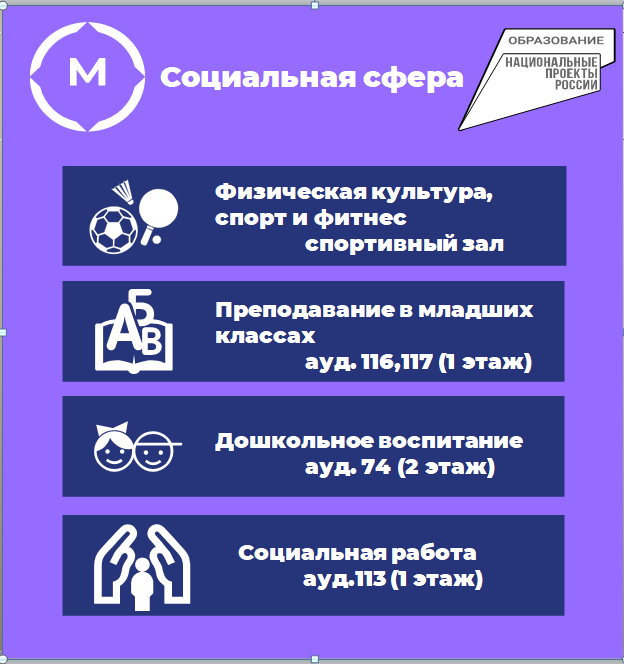 М
Социальная сфера
ОБРАЗОВАНИЕ
НАЦИОНАЛЬНЫЕ
ПРОЕКТЫ
РОССИИ
Физическая культура,
спорт и фитнес
спортивный зал
АБВ
Преподавание в младших
классах
ауд. 116,117 (1 этаж)
Дошкольное воспитание
ауд. 74 (2 этаж)
Социальная работа
ауд.113 (1 этаж)